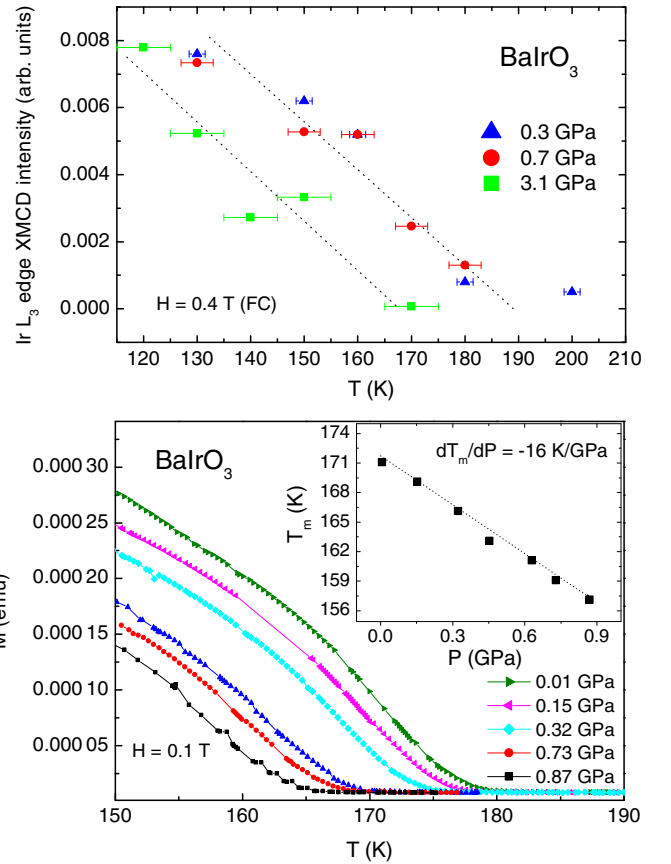 0.008
0.006
0.004
0.002
0.000
Ir L3 edge XMCD intensity (arb. units)
BaIrO3
0.3 GPa
0.7 GPa
3.1 GPa
H = 0.4 T (FC)
120 130 140 150 160 170 180 190 200 210
T (K)
0.000 30
0.000 25
0.000 20
0.000 15
0.000 10
0.000 05
BaIrO3
174
171
168
165
162
159
156
Tm (K)
dTm/dP = -16 K/GPa
0.0 0.3 0.6 0.9
P (GPa)
0.01 GPa
0.15 GPa
0.32 GPa
0.73 GPa
0.87 GPa
H = 0.1 T
150 160 170 180 190
T (K)